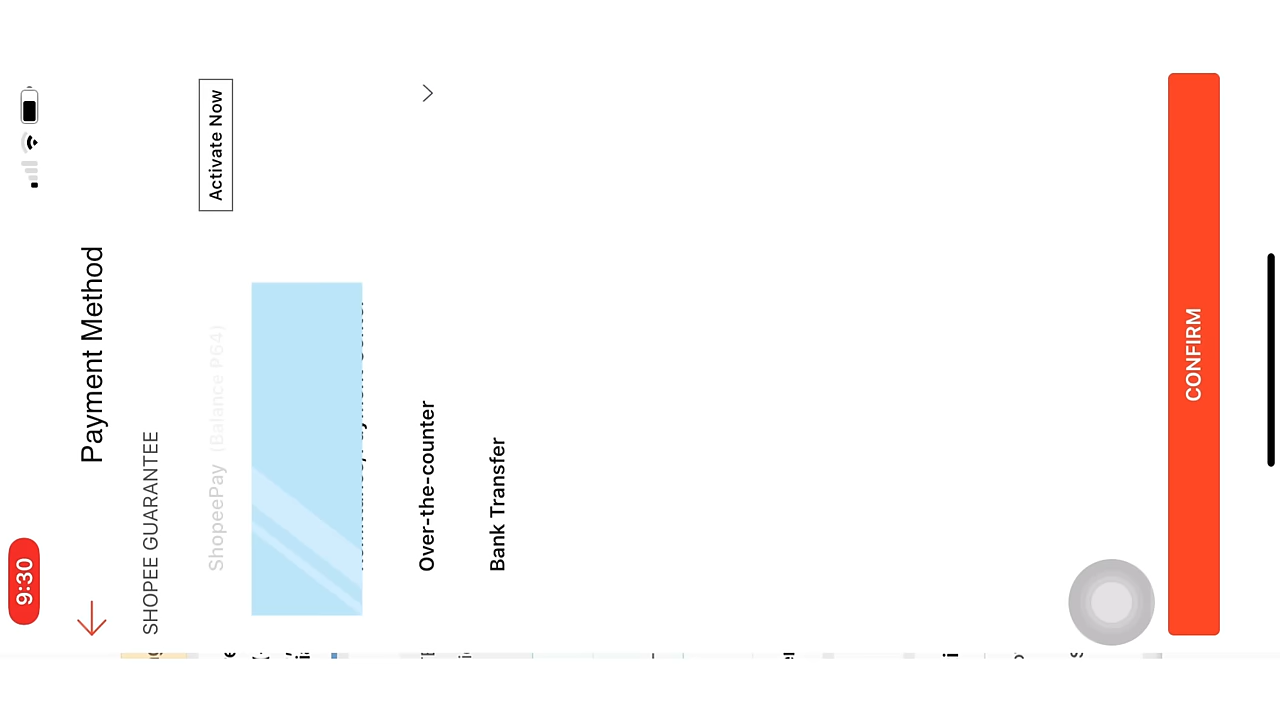 9:30
Payment Method
SHOPEE GUARANTEE
ShopeePay (Balance ₱64)
Activate Now
Over-the-counter
Bank Transfer
CONFIRM